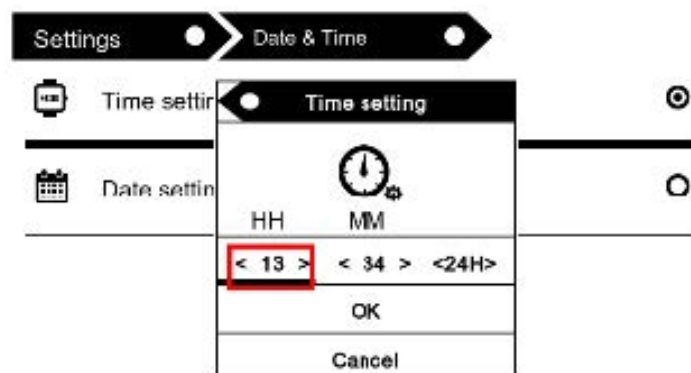 Settings Date & Time
Time settin
Time setting
Date settin
HH MM
< 13 > < 34 > <24H>
OK
Cancel